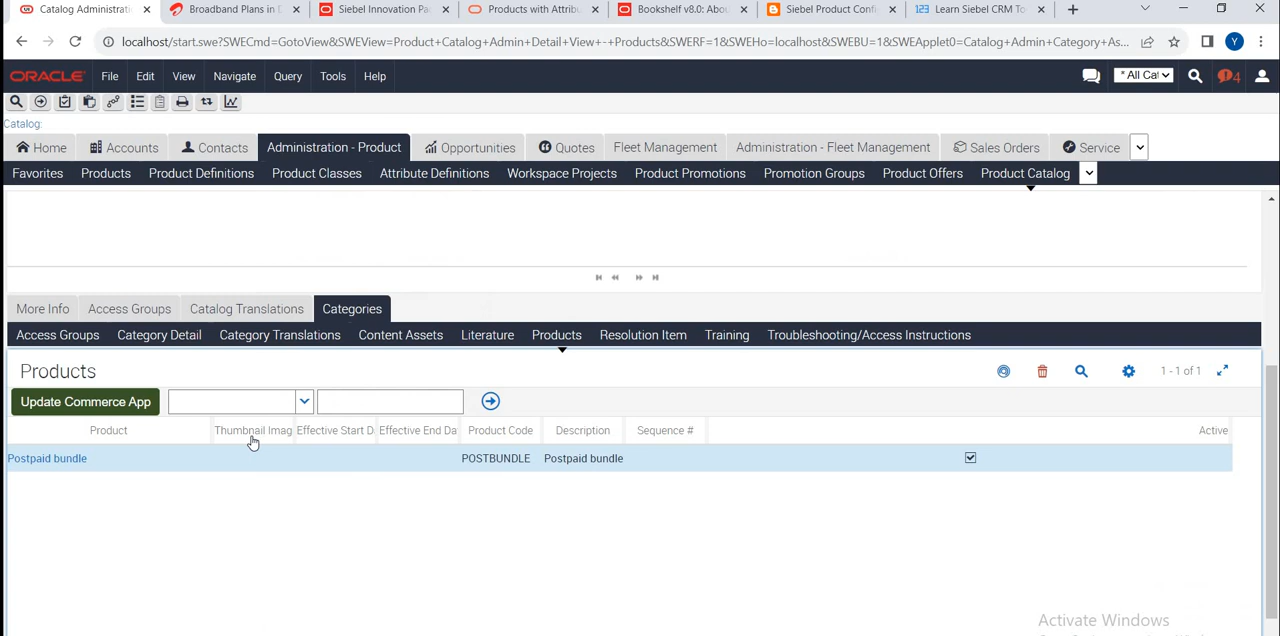 Catalog Administrati
Broadband Plans in D
Siebel Innovation Pac
Products with Attribu
Bookshelf v8.0: Abou
Siebel Product Confi
123 Learn Siebel CRM To
localhost/start.swe?SWECmd=GotoView&SWEView=Product+Catalog+Admin+Detail+View+-+Products&SWERF=1&SWEHo=localhost&SWEBU=1&SWEApplet0=Catalog+Admin+Category+As...
Y
ORACLE File Edit View Navigate Query Tools Help * All Cat 4
Catalog:
Home Accounts Contacts Administration - Product Opportunities Quotes Fleet Management Administration - Fleet Management Sales Orders Service
Favorites Products Product Definitions Product Classes Attribute Definitions Workspace Projects Product Promotions Promotion Groups Product Offers Product Catalog
More Info Access Groups Catalog Translations Categories
Access Groups Category Detail Category Translations Content Assets Literature Products Resolution Item Training Troubleshooting/Access Instructions
Products 1 - 1 of 1
Update Commerce App
Product Thumbnail Imag Effective Start D Effective End Da Product Code Description Sequence # Active
Postpaid bundle POSTBUNDLE Postpaid bundle
Activate Windows